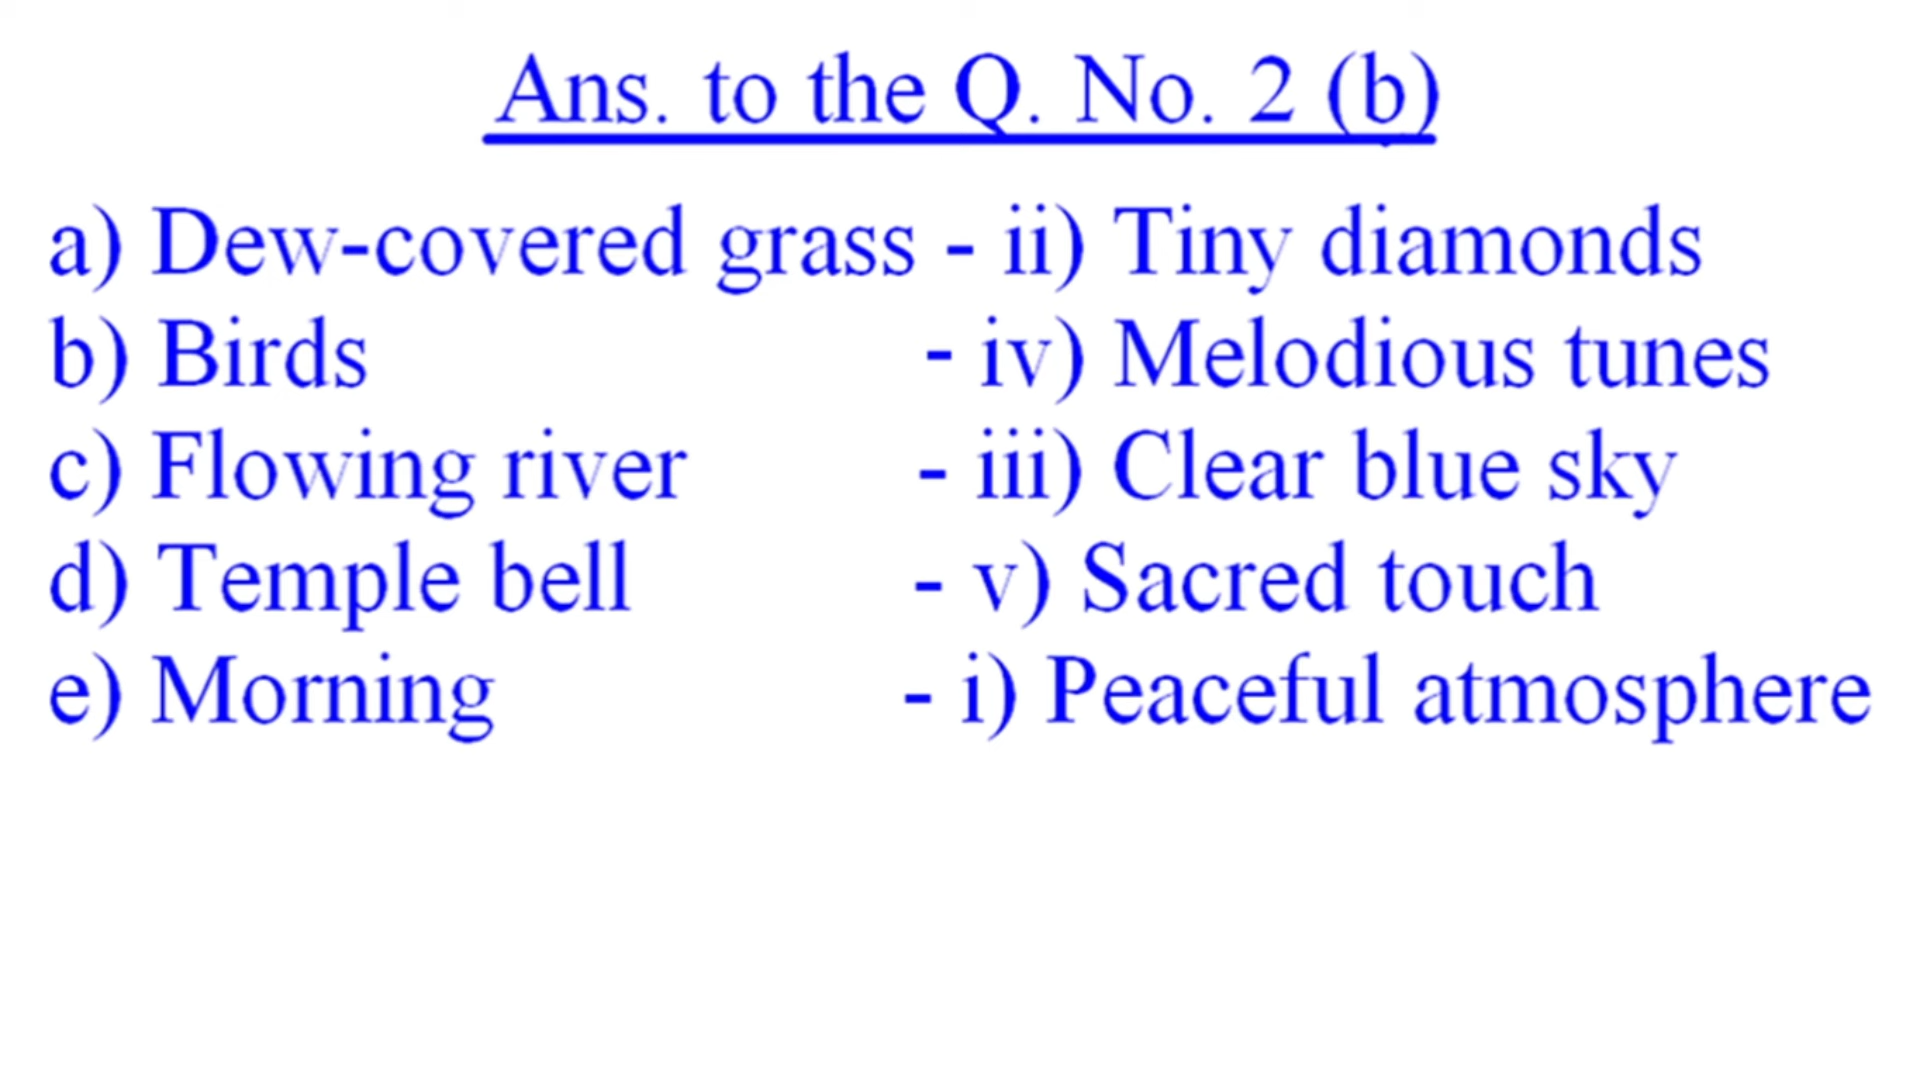 Ans. to the Q. No. 2 (b)
a) Dew-covered grass - ii) Tiny diamonds
b) Birds - iv) Melodious tunes
c) Flowing river - iii) Clear blue sky
d) Temple bell - v) Sacred touch
e) Morning - i) Peaceful atmosphere